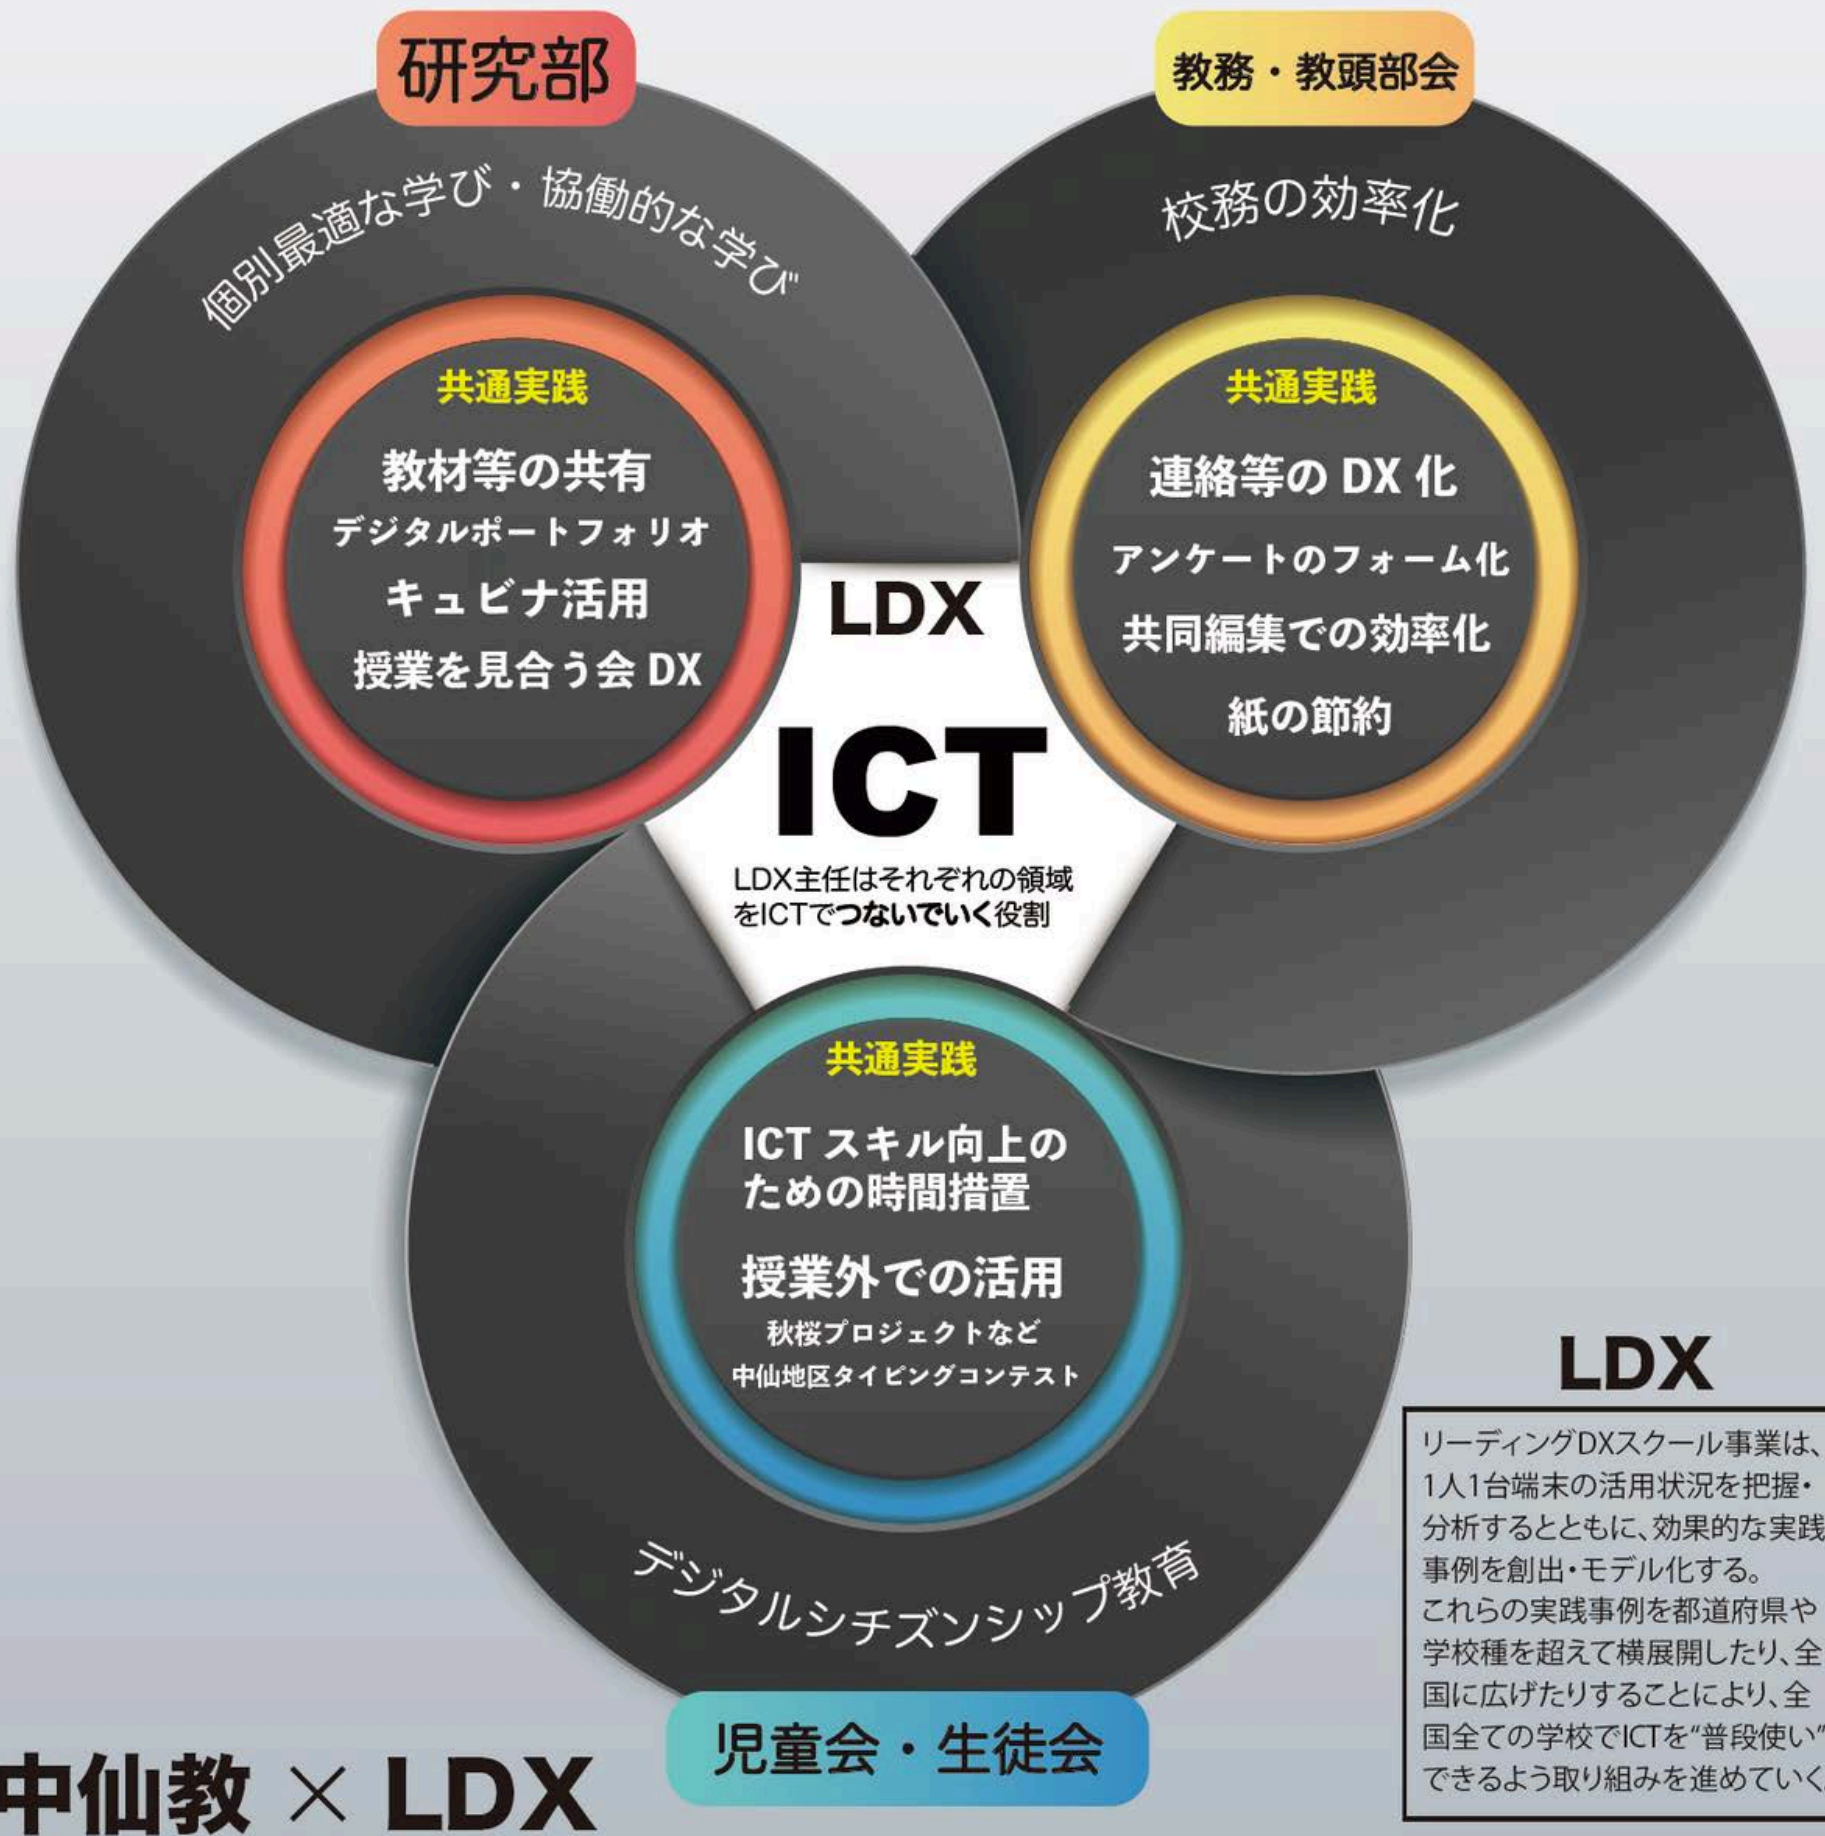 研究部
個別最適な学び・協働的な学び
共通実践
教材等の共有
デジタルポートフォリオ
キュビナ活用
授業を見合う会 DX
教務・教頭部会
校務の効率化
共通実践
連絡等の DX 化
アンケートのフォーム化
共同編集での効率化
紙の節約
LDX
ICT
LDX主任はそれぞれの領域
をICTでつないでいく役割
共通実践
ICT スキル向上の
ための時間措置
授業外での活用
秋桜プロジェクトなど
中仙地区タイピングコンテスト
デジタルシチズンシップ教育
児童会・生徒会
中仙教 × LDX
LDX
リーディングDXスクール事業は、
1人1台端末の活用状況を把握・
分析するとともに、効果的な実践
事例を創出・モデル化する。
これらの実践事例を都道府県や
学校種を超えて横展開したり、全
国に広げたりすることにより、全
国全ての学校でICTを“普段使い”
できるよう取り組みを進めていく